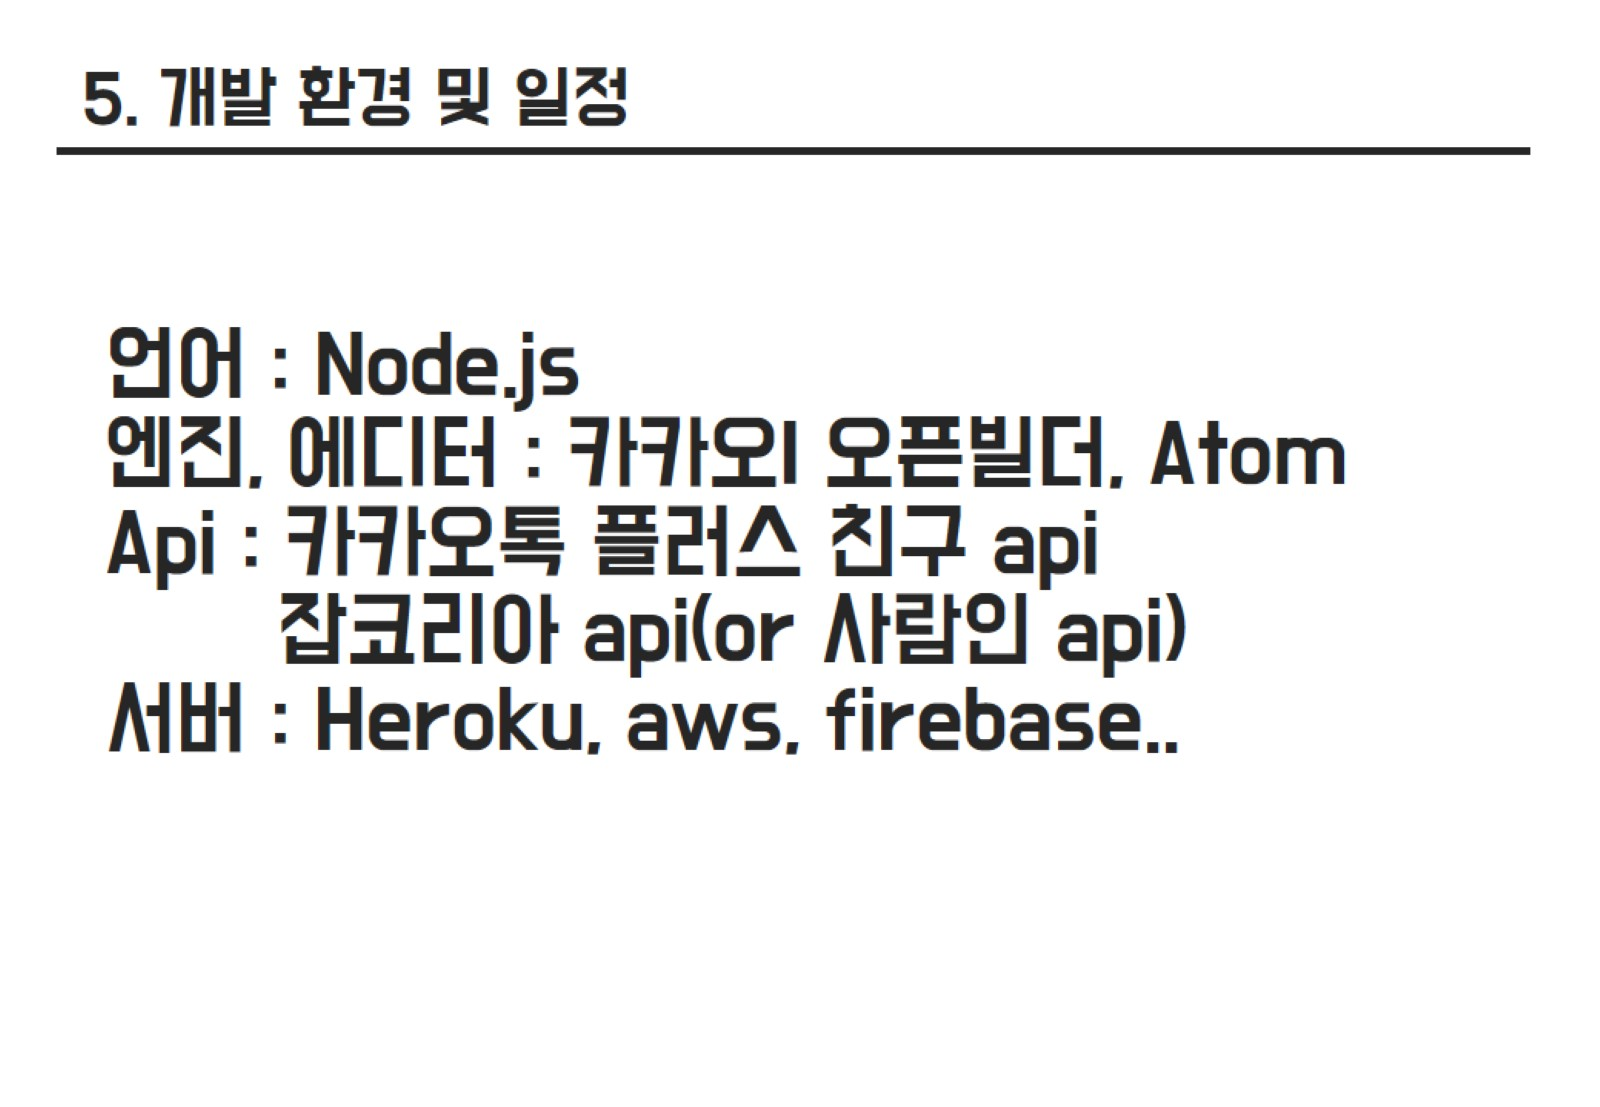 5. 개발 환경 및 일정
언어 : Node.js
엔진, 에디터 : 카카오I 오픈빌더, Atom
Api : 카카오톡 플러스 친구 api
잡코리아 api(or 사람인 api)
서버 : Heroku, aws, firebase..